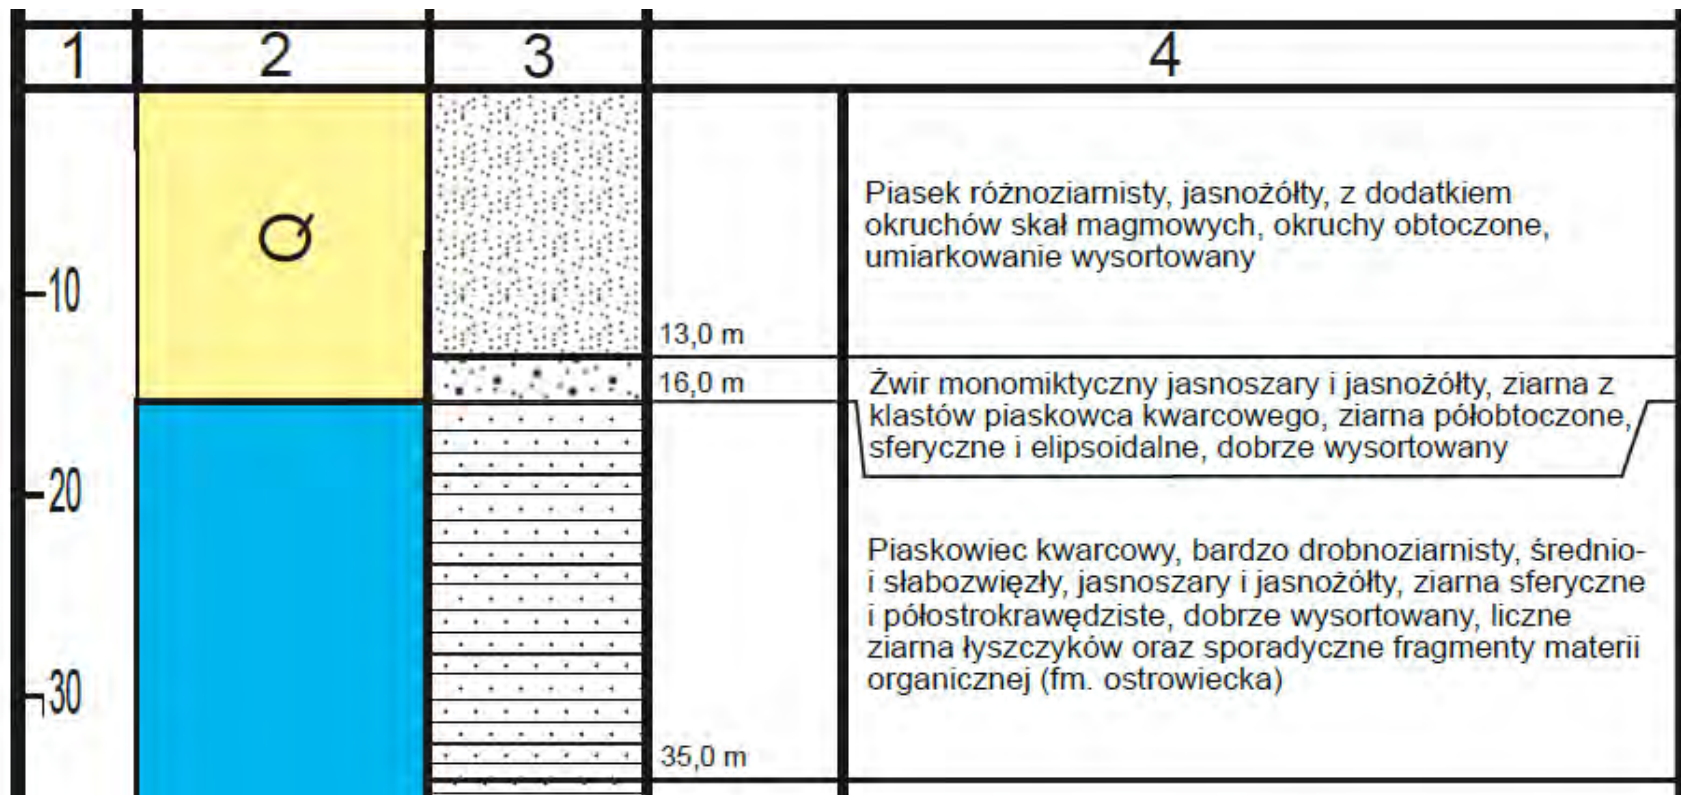 1 2 3 4
Q
Piasek różnoziarnisty, jasnożółty, z dodatkiem
okruchów skał magmowych, okruchy obtoczone,
umiarkowanie wysortowany
10
13,0 m
16,0 m
Żwir monomiktyczny jasnoszary i jasnożółty, ziarna z
klastów piaskowca kwarcowego, ziarna półobtoczone,
sferyczne i elipsoidalne, dobrze wysortowany
20
Piaskowiec kwarcowy, bardzo drobnoziarnisty, średnio-
i słabozwięzły, jasnoszary i jasnożółty, ziarna sferyczne
i półostrokrawędziste, dobrze wysortowany, liczne
ziarna łyszczyków oraz sporadyczne fragmenty materii
organicznej (fm. ostrowiecka)
30
35,0 m